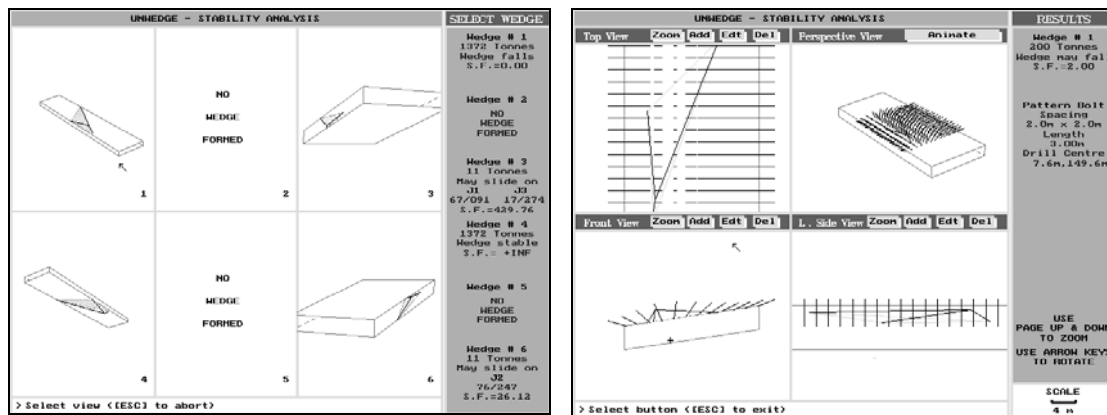 UNWEDGE - STABILITY ANALYSIS
SELECT WEDGE
Wedge # 1
1372 Tonnes
Wedge falls
S.F.=0.00
Wedge # 2
NO
WEDGE
FORMED
Wedge # 3
11 Tonnes
May slide on
J1 J3
67/091 17/274
S.F.=439.76
Wedge # 4
1372 Tonnes
Wedge stable
S.F.= +INF
Wedge # 5
NO
WEDGE
FORMED
Wedge # 6
11 Tonnes
May slide on
J2
76/247
S.F.=36.13
1
NO
WEDGE
FORMED
2
3
4
NO
WEDGE
FORMED
5
6
> Select view ([ESC] to abort)
UNWEDGE - STABILITY ANALYSIS
RESULTS
Top View Zoom Add Edt Del
Perspective View Animate
Front View Zoom Add Edt Del
L. Side View Zoom Add Edt Del
Wedge # 1
200 Tonnes
Wedge may fal
S.F.=2.00
Pattern Bolt
Spacing
2.0m x 2.0m
Length
3.00m
Drill Centre
7.6m,149.6m
USE
PAGE UP & DOWN
TO ZOOM
USE ARROW KEYS
TO ROTATE
SCALE
4 m
> Select button ([ESC] to exit)